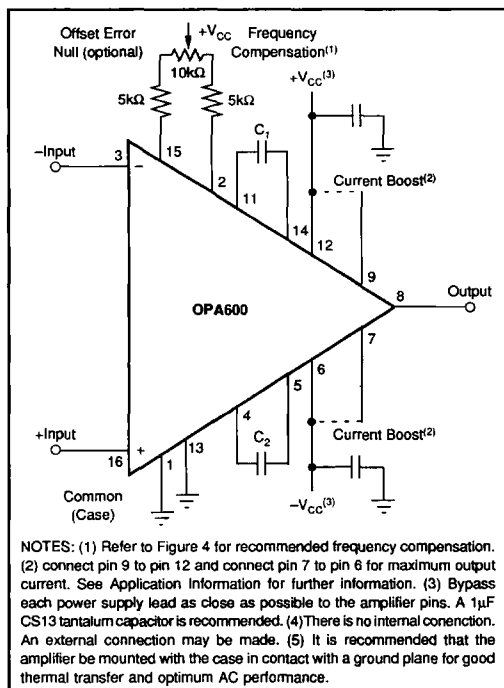 Offset Error
Null (optional)
+VCC
Frequency
Compensation(1)
10kΩ
5kΩ
5kΩ
+VCC(3)
C1
–Input
3
–
15
2
11
14
12
Current Boost(2)
9
OPA600
8
Output
7
6
5
4
Current Boost(2)
C2
+Input
+
16
1
13
Common
(Case)
–VCC(3)
NOTES: (1) Refer to Figure 4 for recommended frequency compensation.
(2) connect pin 9 to pin 12 and connect pin 7 to pin 6 for maximum output
current. See Application Information for further information. (3) Bypass
each power supply lead as close as possible to the amplifier pins. A 1µF
CS13 tantalum capacitor is recommended. (4)There is no internal conenction.
An external connection may be made. (5) It is recommended that the
amplifier be mounted with the case in contact with a ground plane for good
thermal transfer and optimum AC performance.